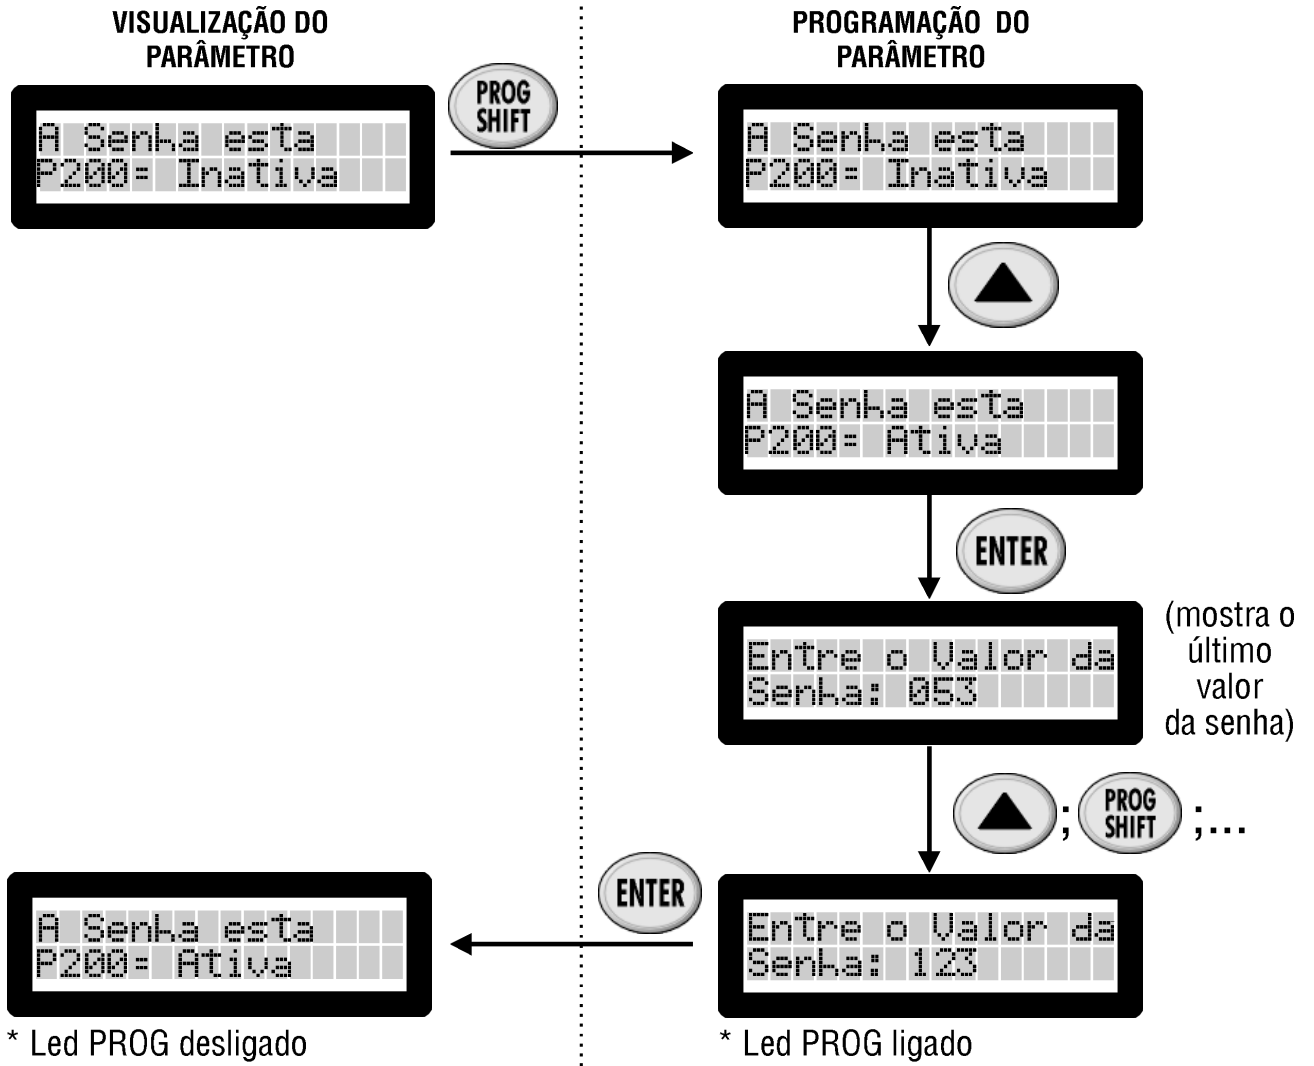 VISUALIZAÇÃO DO
PARÂMETRO
PROGRAMAÇÃO DO
PARÂMETRO
A Senha esta
P200= Inativa
PROG
SHIFT
A Senha esta
P200= Inativa
A Senha esta
P200= Ativa
ENTER
Entre o Valor da
Senha: 053
(mostra o
último
valor
da senha)
; PROG
SHIFT ;...
ENTER
A Senha esta
P200= Ativa
Entre o Valor da
Senha: 123
* Led PROG desligado
* Led PROG ligado